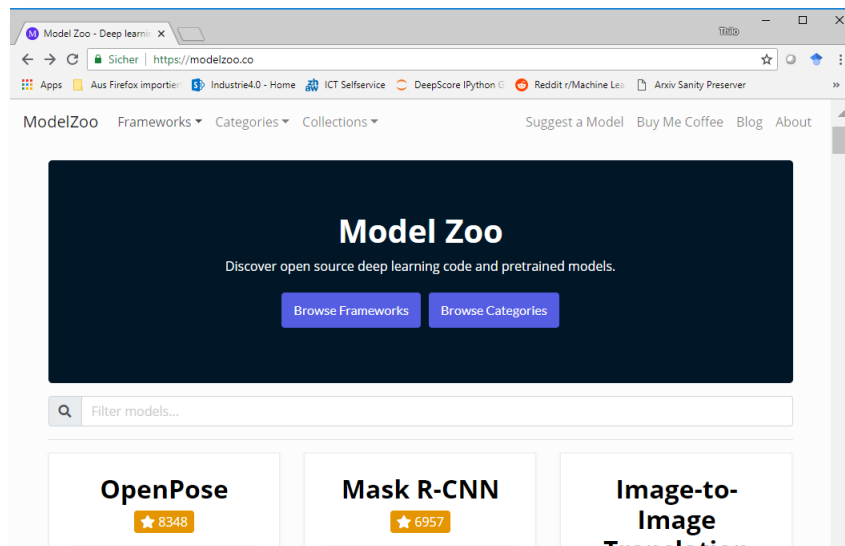 Model Zoo - Deep learnin
Thilo
Sicher | https://modelzoo.co
Apps Aus Firefox importier Industrie4.0 - Home ICT Selfservice DeepScore IPython G Reddit r/Machine Lea Arxiv Sanity Preserver »
ModelZoo Frameworks Categories Collections Suggest a Model Buy Me Coffee Blog About
Model Zoo
Discover open source deep learning code and pretrained models.
Browse Frameworks Browse Categories
Filter models...
OpenPose Mask R-CNN Image-to-
8348 6957 Image
Translation